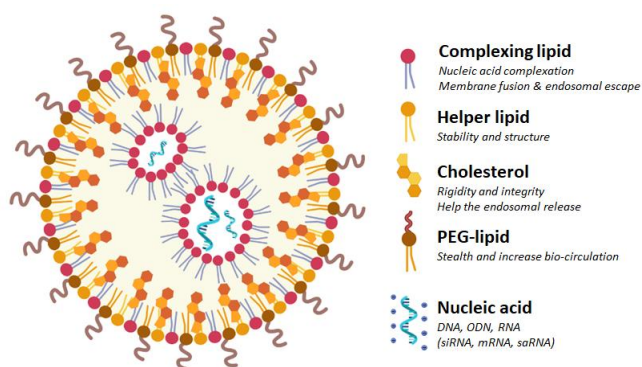 Complexing lipid
Nucleic acid complexation
Membrane fusion & endosomal escape
Helper lipid
Stability and structure
Cholesterol
Rigidity and integrity
Help the endosomal release
PEG-lipid
Stealth and increase bio-circulation
Nucleic acid
DNA, ODN, RNA
(siRNA, mRNA, saRNA)